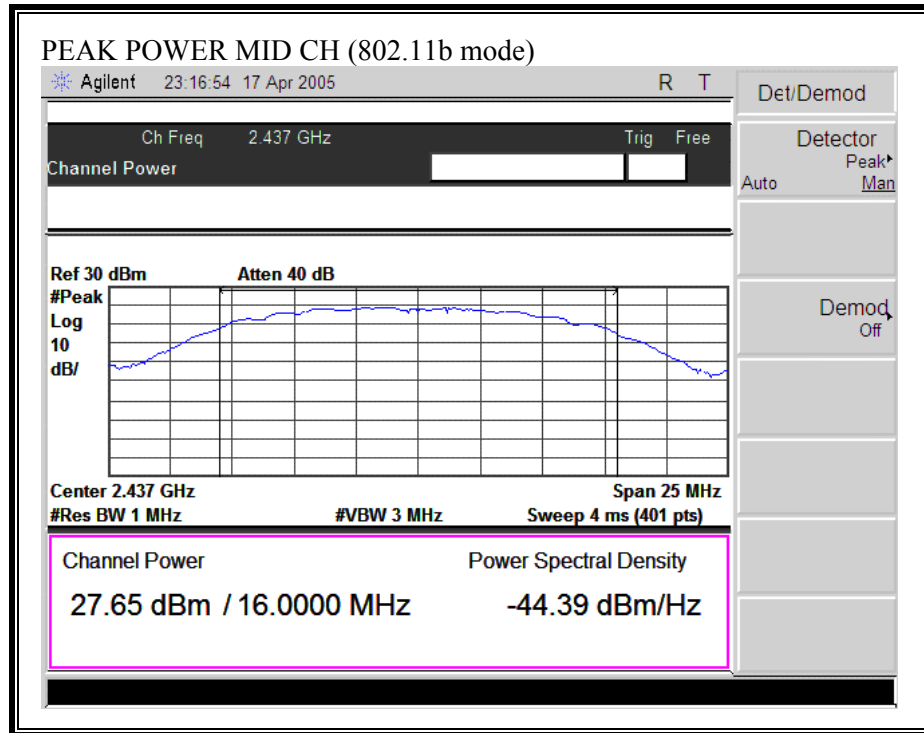 PEAK POWER MID CH (802.11b mode)
Agilent 23:16:54 17 Apr 2005 R T
Det/Demod
Ch Freq 2.437 GHz Trig Free
Channel Power
Detector
Peak
Auto Man
Ref 30 dBm Atten 40 dB
#Peak
Log
10
dB/
Demod
Off
Center 2.437 GHz Span 25 MHz
#Res BW 1 MHz #VBW 3 MHz Sweep 4 ms (401 pts)
Channel Power Power Spectral Density
27.65 dBm / 16.0000 MHz -44.39 dBm/Hz